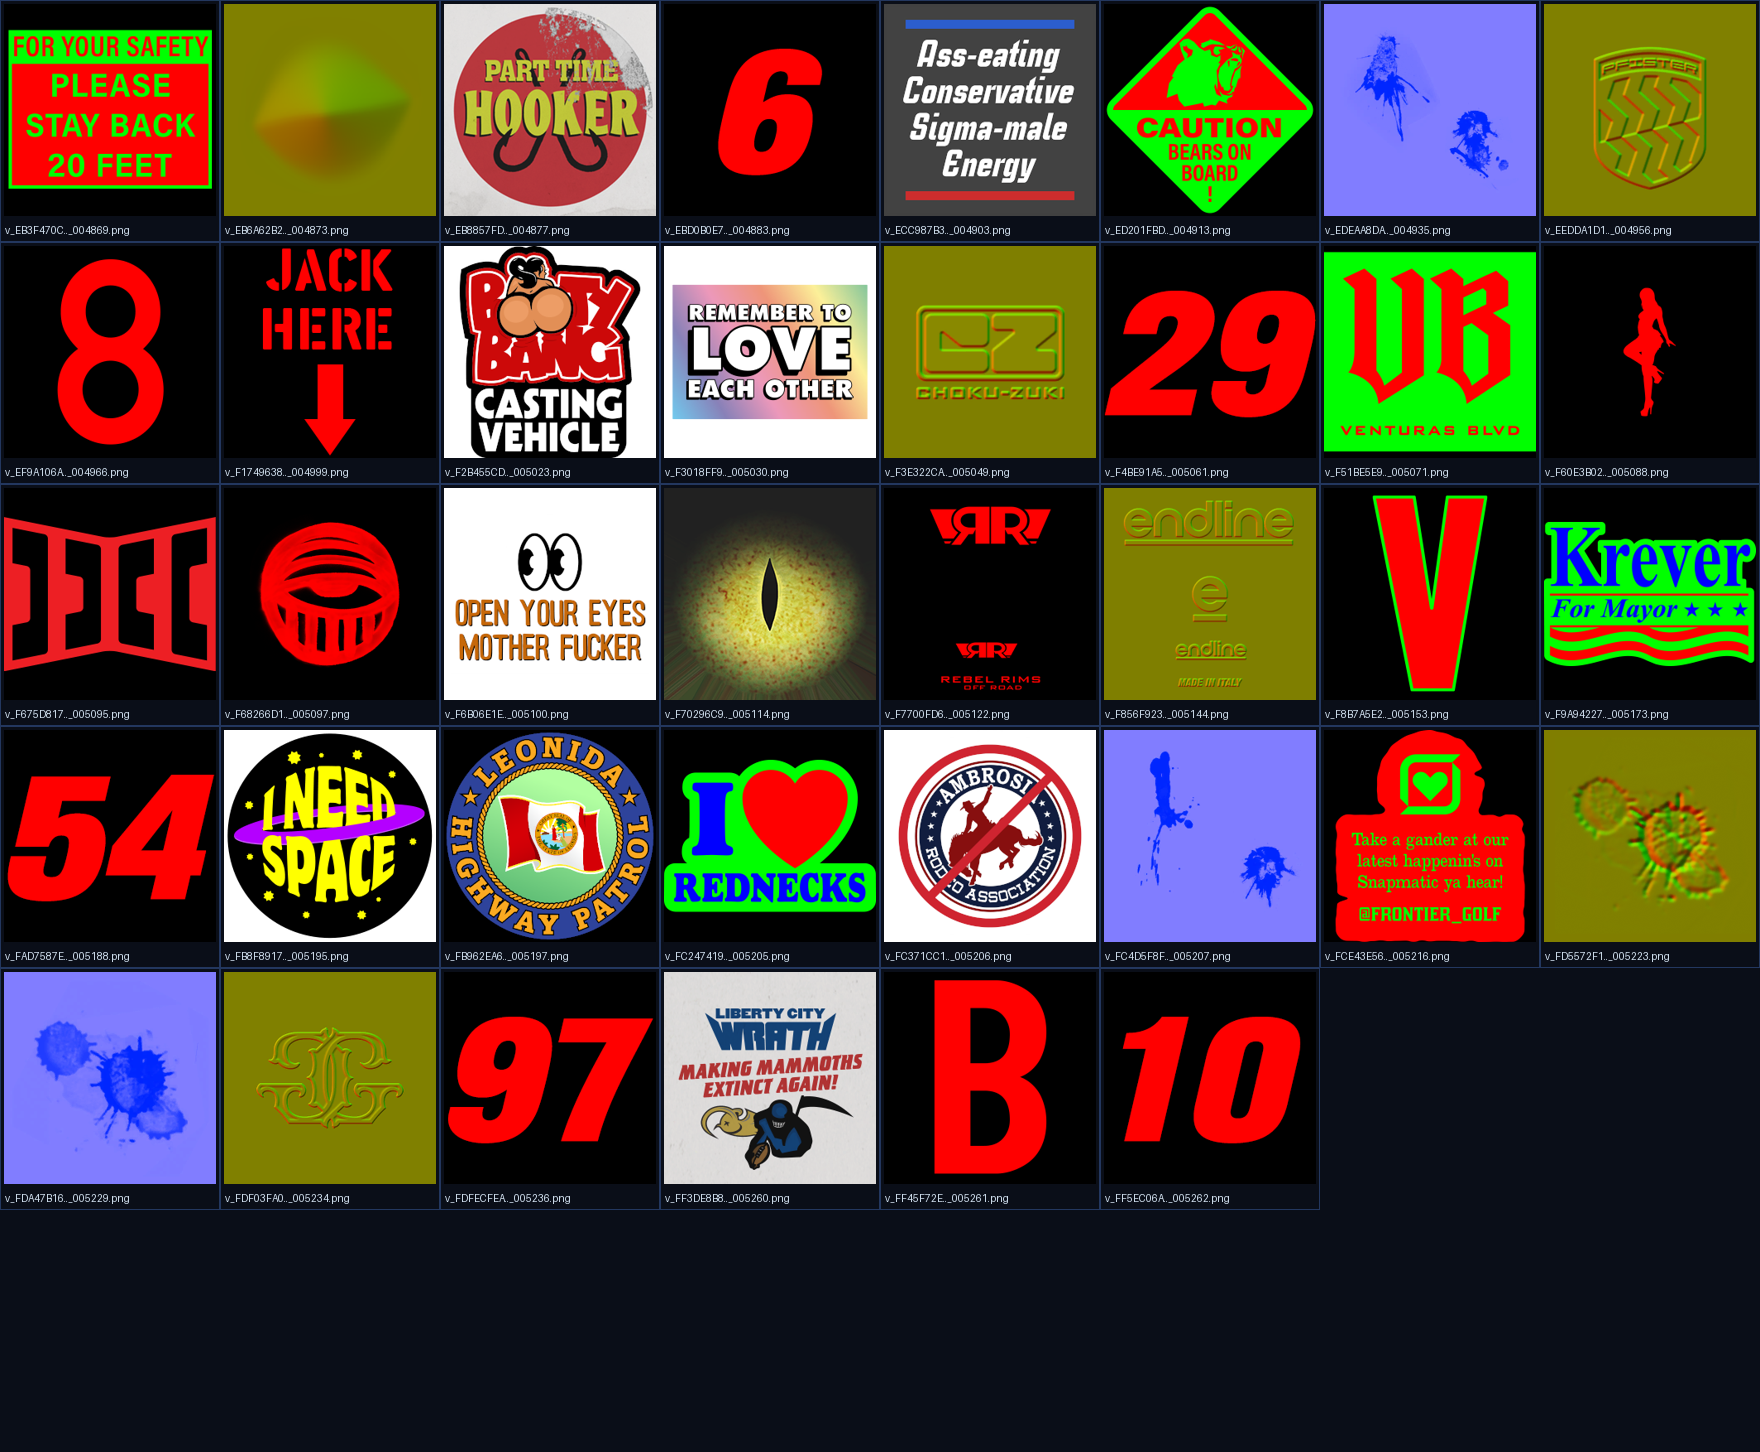 FOR YOUR SAFETY
PLEASE
STAY BACK
20 FEET
v_EB3F470C.._004869.png
v_EB6A62B2.._004873.png
PART TIME
HOOKER
v_EB8857FD.._004877.png
6
v_EBD0B0E7.._004883.png
Ass-eating
Conservative
Sigma-male
Energy
v_ECC987B3.._004903.png
CAUTION
BEARS ON
BOARD
!
v_ED201FBD.._004913.png
v_EDEAA8DA.._004935.png
PFISTER
v_EEDDA1D1.._004956.png
8
v_EF9A106A.._004966.png
JACK
HERE
v_F1749638.._004999.png
BOOTY
BANG
CASTING
VEHICLE
v_F2B455CD.._005023.png
REMEMBER TO
LOVE
EACH OTHER
v_F3018FF9.._005030.png
CZ
CHOKU-ZUKI
v_F3E322CA.._005049.png
29
v_F4BE91A5.._005061.png
VB
VENTURAS BLVD
v_F51BE5E9.._005071.png
v_F60E3B02.._005088.png
v_F675D817.._005095.png
v_F68266D1.._005097.png
OPEN YOUR EYES
MOTHER FUCKER
v_F6B06E1E.._005100.png
v_F70296C9.._005114.png
RR
RR
REBEL RIMS
OFF ROAD
v_F7700FD6.._005122.png
endline
e
endline
MADE IN ITALY
v_F856F923.._005144.png
V
v_F8B7A5E2.._005153.png
Krever
For Mayor
v_F9A94227.._005173.png
54
v_FAD7587E.._005188.png
I NEED
SPACE
v_FB8F8917.._005195.png
LEONIDA
HIGHWAY PATROL
v_FB962EA6.._005197.png
I
REDNECKS
v_FC247419.._005205.png
AMBROSIA
RODEO ASSOCIATION
v_FC371CC1.._005206.png
v_FC4D5F8F.._005207.png
Take a gander at our
latest happenin's on
Snapmatic ya hear!
@FRONTIER_GOLF
v_FCE43E56.._005216.png
v_FD5572F1.._005223.png
v_FDA47B16.._005229.png
v_FDF03FA0.._005234.png
97
v_FDFECFEA.._005236.png
LIBERTY CITY
WRATH
MAKING MAMMOTHS
EXTINCT AGAIN!
v_FF3DE8B8.._005260.png
B
v_FF45F72E.._005261.png
10
v_FF5EC06A.._005262.png